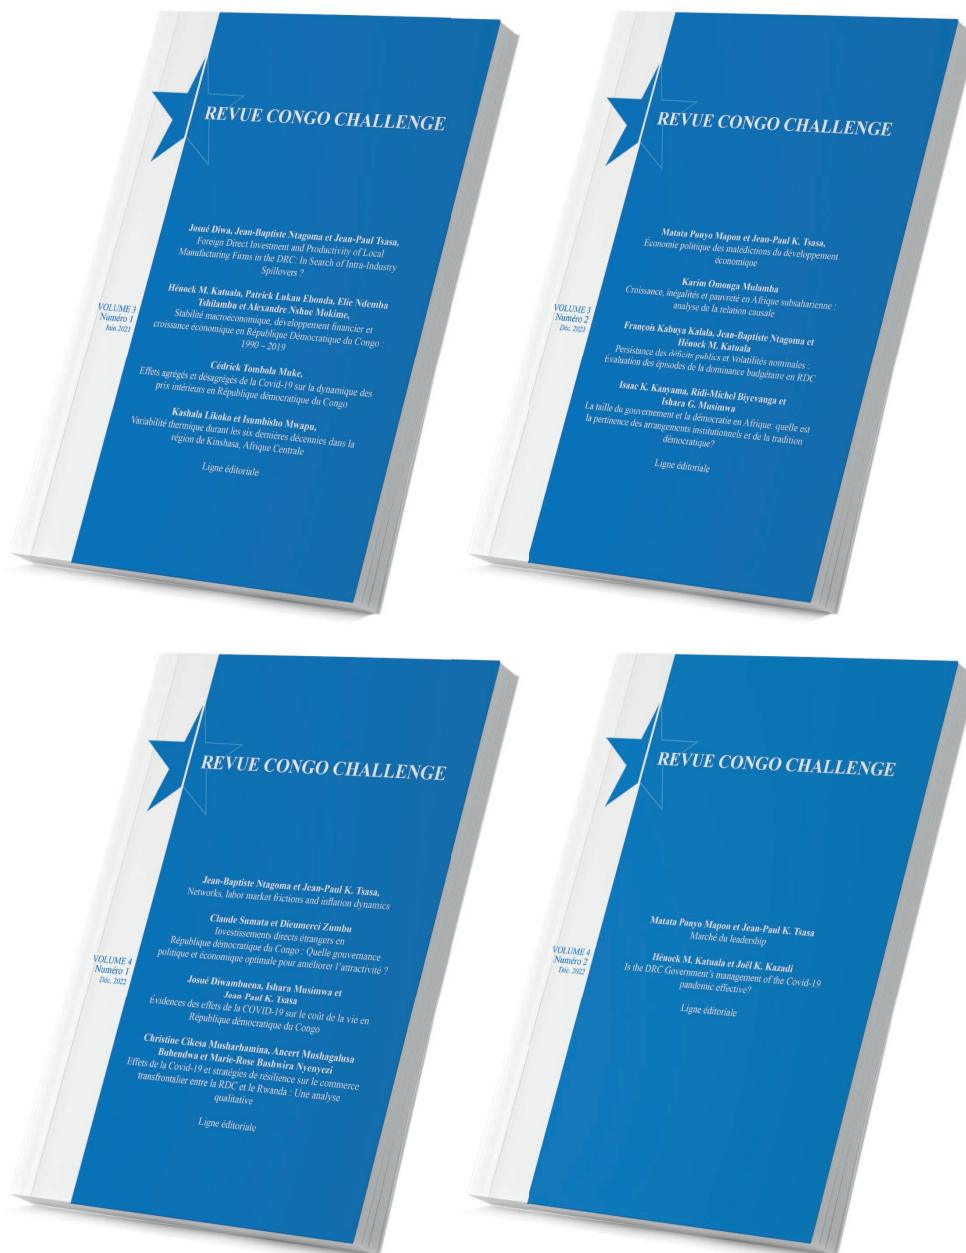 REVUE CONGO CHALLENGE
Josué Diwa, Jean-Baptiste Ntagoma et Jean-Paul Tsasa,
Foreign Direct Investment and Productivity of Local
Manufacturing Firms in the DRC: In Search of Intra-Industry
Spillovers ?
Hénock M. Katuala, Patrick Lukau Ebonda, Elie Ndemba
Tshilambu et Alexandre Nshue Mokime,
Stabilité macroéconomique, développement financier et
croissance économique en République Démocratique du Congo :
1990 – 2019
Cédrick Tombola Muke,
Effets agrégés et désagrégés de la Covid-19 sur la dynamique des
prix intérieurs en République démocratique du Congo
Kashala Likoko et Isumbisho Mwapu,
Variabilité thermique durant les six dernières décennies dans la
région de Kinshasa, Afrique Centrale
Ligne éditoriale
VOLUME 3
Numéro 1
Juin 2021
REVUE CONGO CHALLENGE
Matata Ponyo Mapon et Jean-Paul K. Tsasa,
Économie politique des malédictions du développement
économique
Karim Omonga Mulamba
Croissance, inégalités et pauvreté en Afrique subsaharienne :
analyse de la relation causale
François Kabuya Kalala, Jean-Baptiste Ntagoma et
Hénock M. Katuala
Persistance des déficits publics et Volatilités nominales :
Évaluation des épisodes de la dominance budgétaire en RDC
Isaac K. Kanyama, Ridi-Michel Biyevanga et
Ishara G. Musimwa
La taille du gouvernement et la démocratie en Afrique: quelle est
la pertinence des arrangements institutionnels et de la tradition
démocratique?
Ligne éditoriale
VOLUME 3
Numéro 2
Déc. 2021
REVUE CONGO CHALLENGE
Jean-Baptiste Ntagoma et Jean-Paul K. Tsasa,
Networks, labor market frictions and inflation dynamics
Claude Sumata et Dieumerci Zumbu
Investissements directs étrangers en
République démocratique du Congo : Quelle gouvernance
politique et économique optimale pour améliorer l'attractivité ?
Josué Diwambuena, Ishara Musimwa et
Jean Paul K. Tsasa
Évidences des effets de la COVID-19 sur le coût de la vie en
République démocratique du Congo
Christine Cikesa Musharhamina, Ancert Mushagalusa
Buhendwa et Marie-Rose Bashwira Nyenyezi
Effets de la Covid-19 et stratégies de résilience sur le commerce
transfrontalier entre la RDC et le Rwanda : Une analyse
qualitative
Ligne éditoriale
VOLUME 4
Numéro 1
Déc. 2022
REVUE CONGO CHALLENGE
Matata Ponyo Mapon et Jean-Paul K. Tsasa
Marché du leadership
Hénock M. Katuala et Joël K. Kazadi
Is the DRC Government's management of the Covid-19
pandemic effective?
Ligne éditoriale
VOLUME 4
Numéro 2
Déc. 2022